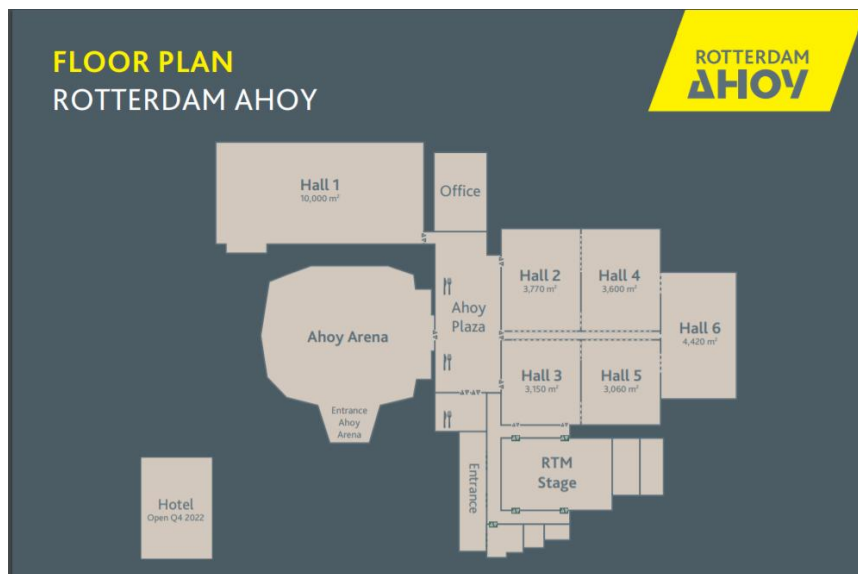 FLOOR PLAN
ROTTERDAM AHOY
ROTTERDAM
AHOY
Hall 1
10,000 m²
Office
Hall 2
3,770 m²
Hall 4
3,600 m²
Ahoy
Plaza
Hall 6
4,420 m²
Ahoy Arena
Hall 3
3,150 m²
Hall 5
3,060 m²
Entrance
Ahoy
Arena
RTM
Stage
Entrance
Hotel
Open Q4 2022